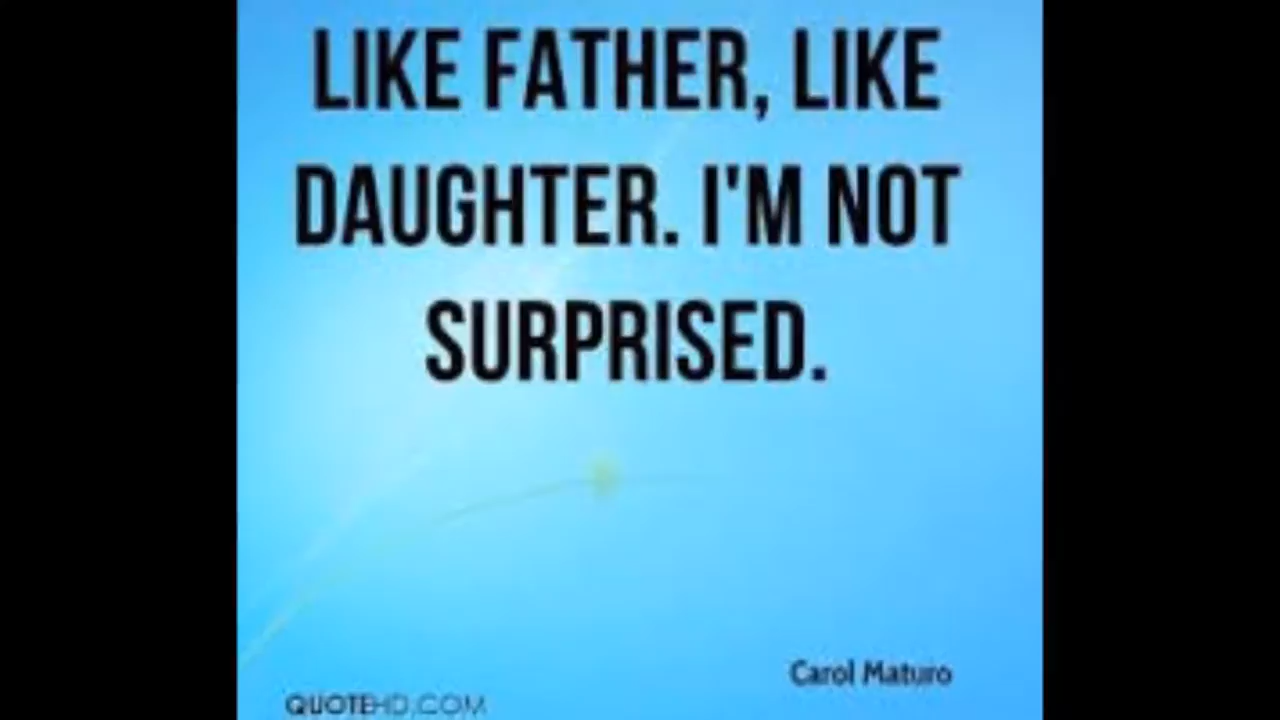 LIKE FATHER, LIKE
DAUGHTER. I'M NOT
SURPRISED.
Carol Maturo
QUOTEHD.COM